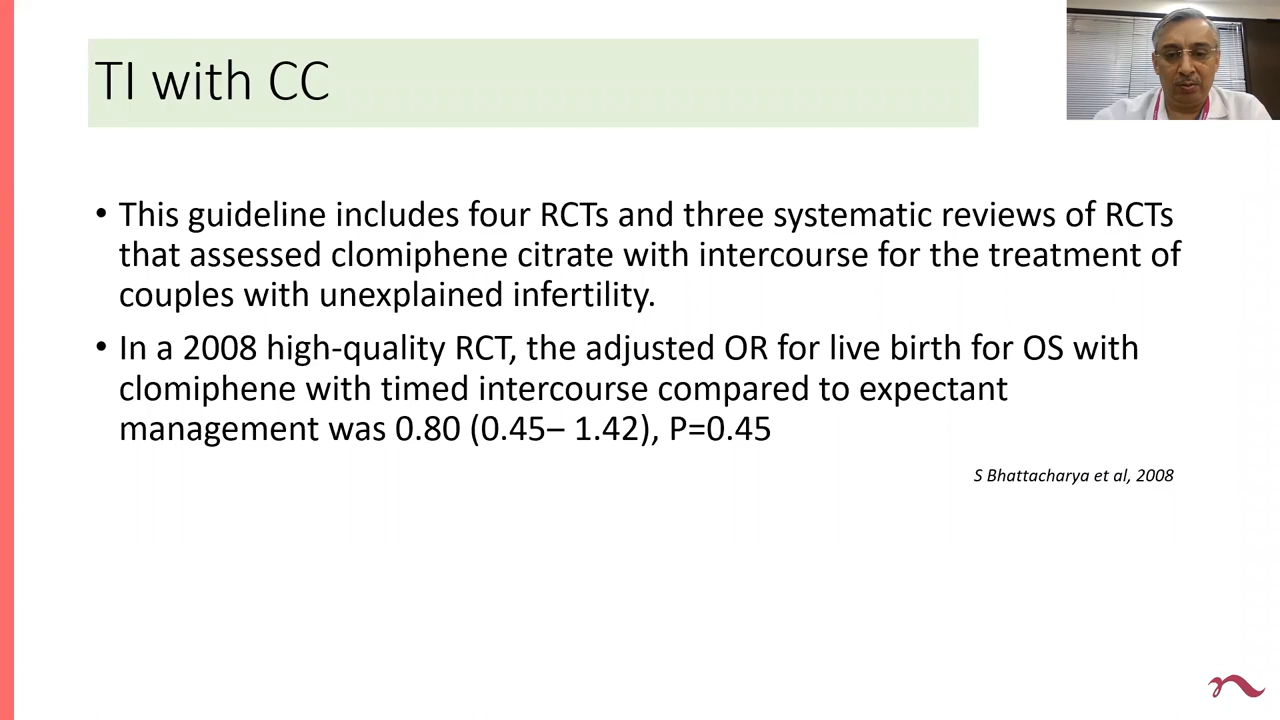 TI with CC
• This guideline includes four RCTs and three systematic reviews of RCTs
that assessed clomiphene citrate with intercourse for the treatment of
couples with unexplained infertility.
• In a 2008 high-quality RCT, the adjusted OR for live birth for OS with
clomiphene with timed intercourse compared to expectant
management was 0.80 (0.45– 1.42), P=0.45
S Bhattacharya et al, 2008